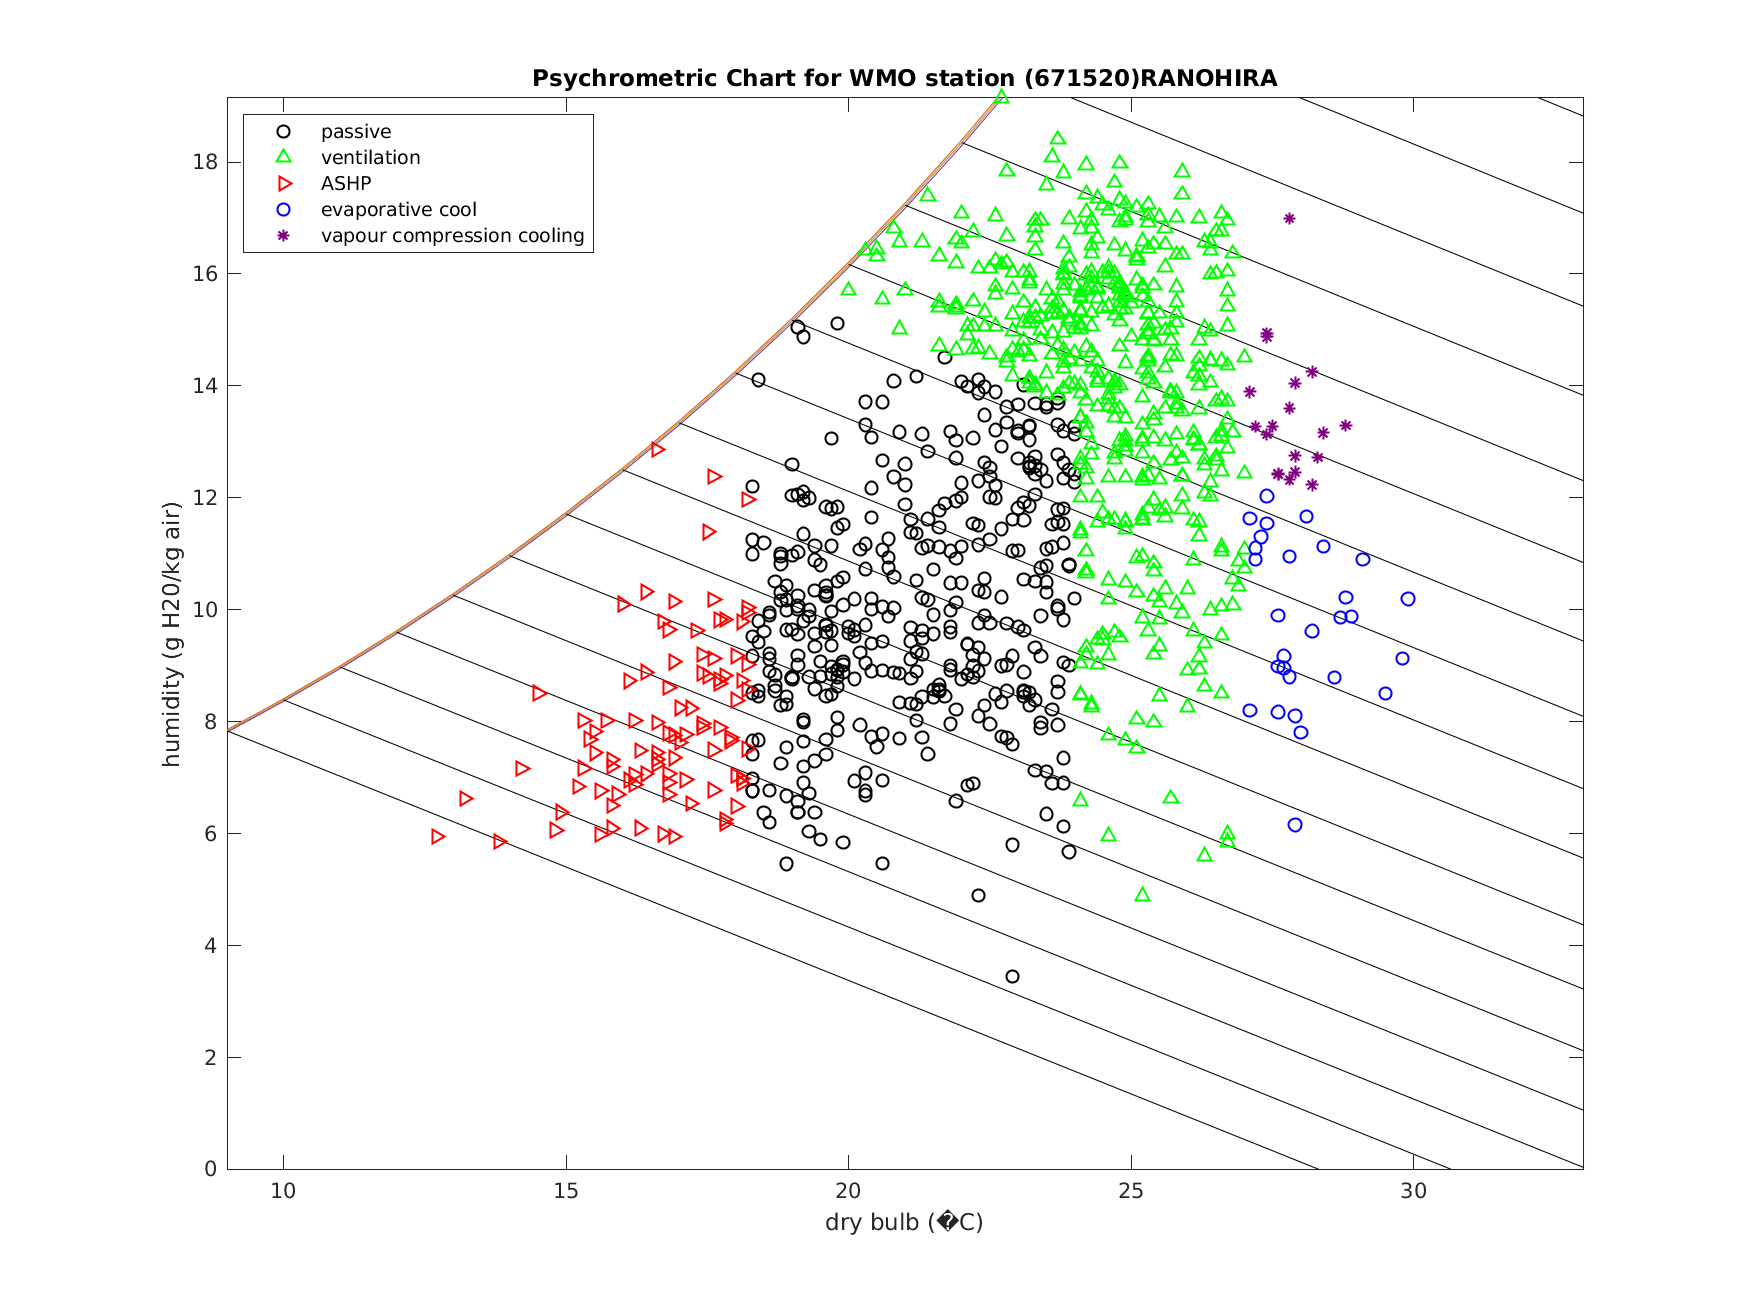 Psychrometric Chart for WMO station (671520)RANOHIRA
passive
ventilation
ASHP
evaporative cool
vapour compression cooling
humidity (g H20/kg air)
18
16
14
12
10
8
6
4
2
0
10 15 20 25 30
dry bulb (�C)